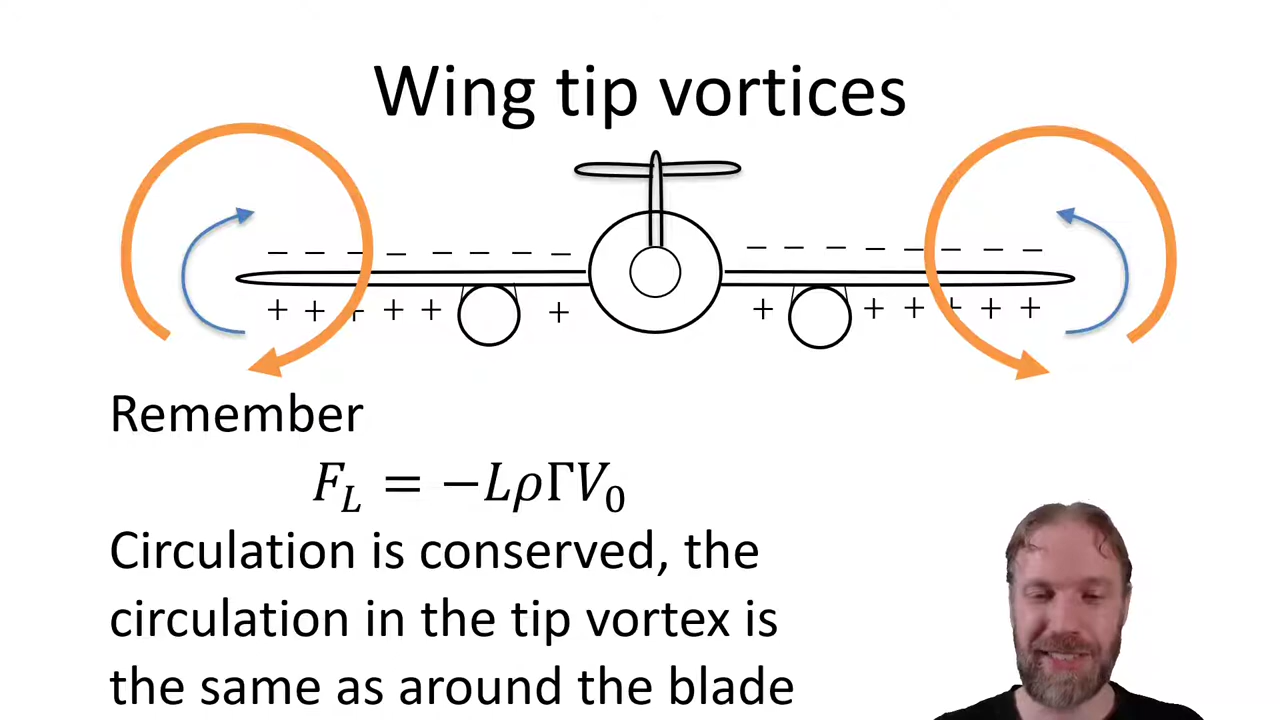 Wing tip vortices
− − − − − − − −
− − − − − − − −
+ + + + + +
+ + + + + +
Remember
𝐹_𝐿 = −𝐿𝜌Γ𝑉_0
Circulation is conserved, the
circulation in the tip vortex is
the same as around the blade